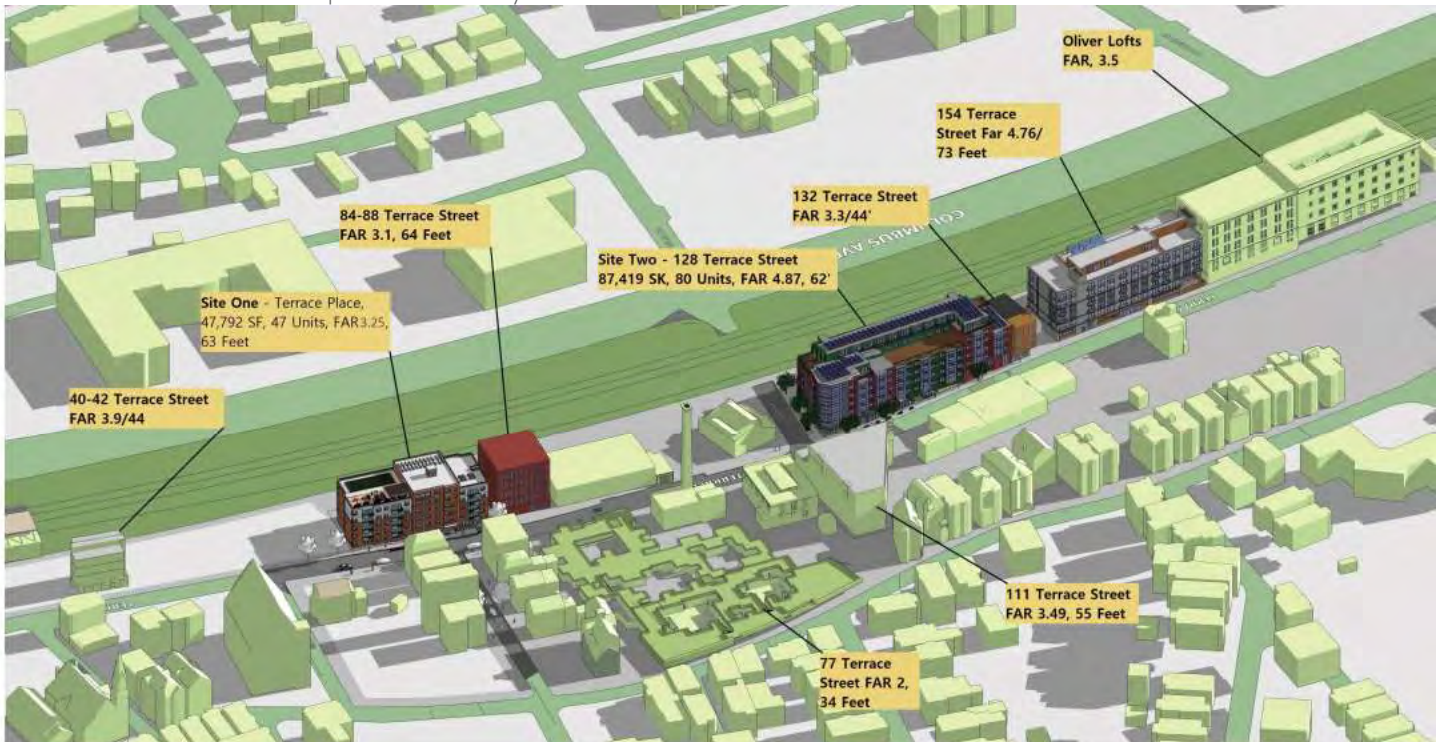 Oliver Lofts
FAR, 3.5
154 Terrace
Street Far 4.76/
73 Feet
132 Terrace Street
FAR 3.3/44'
84-88 Terrace Street
FAR 3.1, 64 Feet
COLUMBUS AVE
Site Two - 128 Terrace Street
87,419 SK, 80 Units, FAR 4.87, 62'
Site One - Terrace Place,
47,792 SF, 47 Units, FAR3.25,
63 Feet
40-42 Terrace Street
FAR 3.9/44
111 Terrace Street
FAR 3.49, 55 Feet
77 Terrace
Street FAR 2,
34 Feet